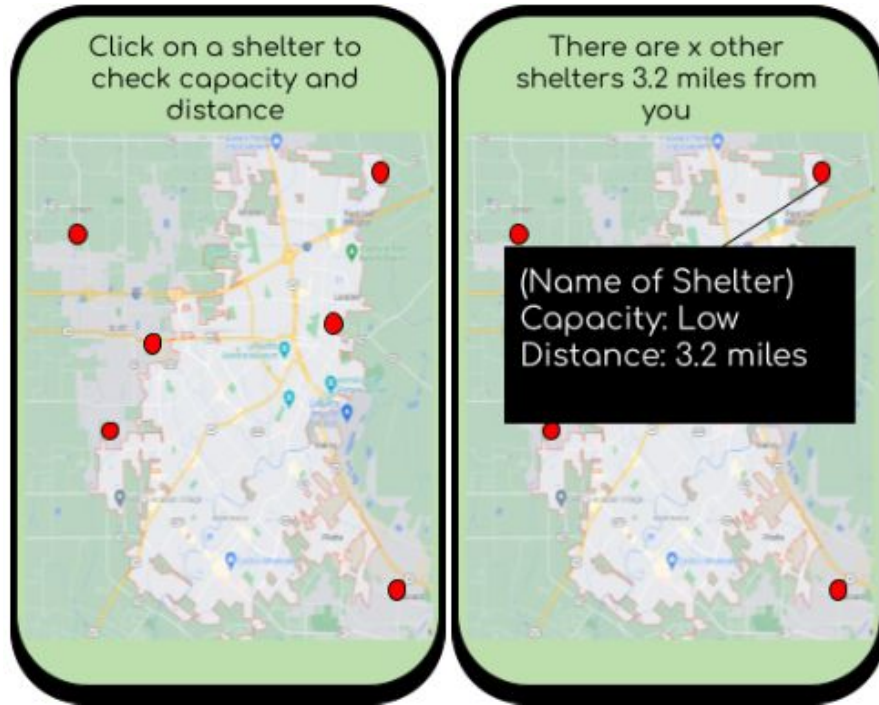 Click on a shelter to
check capacity and
distance
There are x other
shelters 3.2 miles from
you
(Name of Shelter)
Capacity: Low
Distance: 3.2 miles